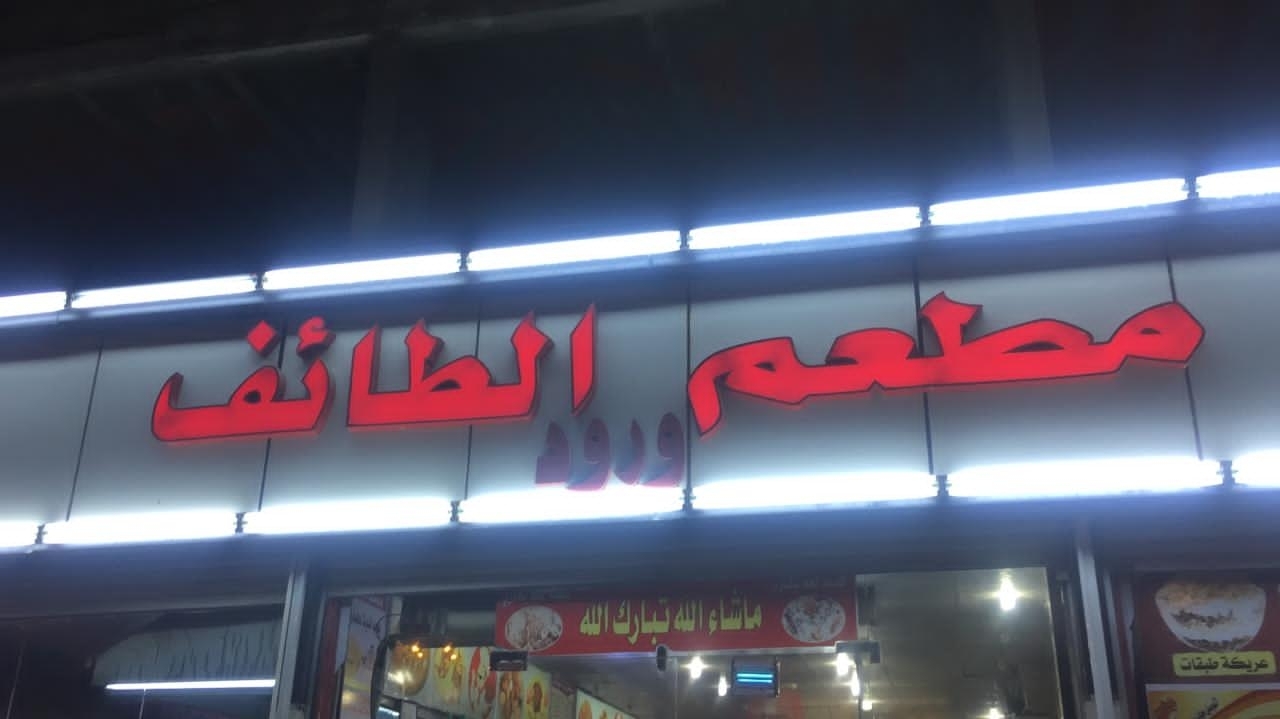 مطعم الطائف
ورود
ماشاء الله تبارك الله
عريكة طبقات